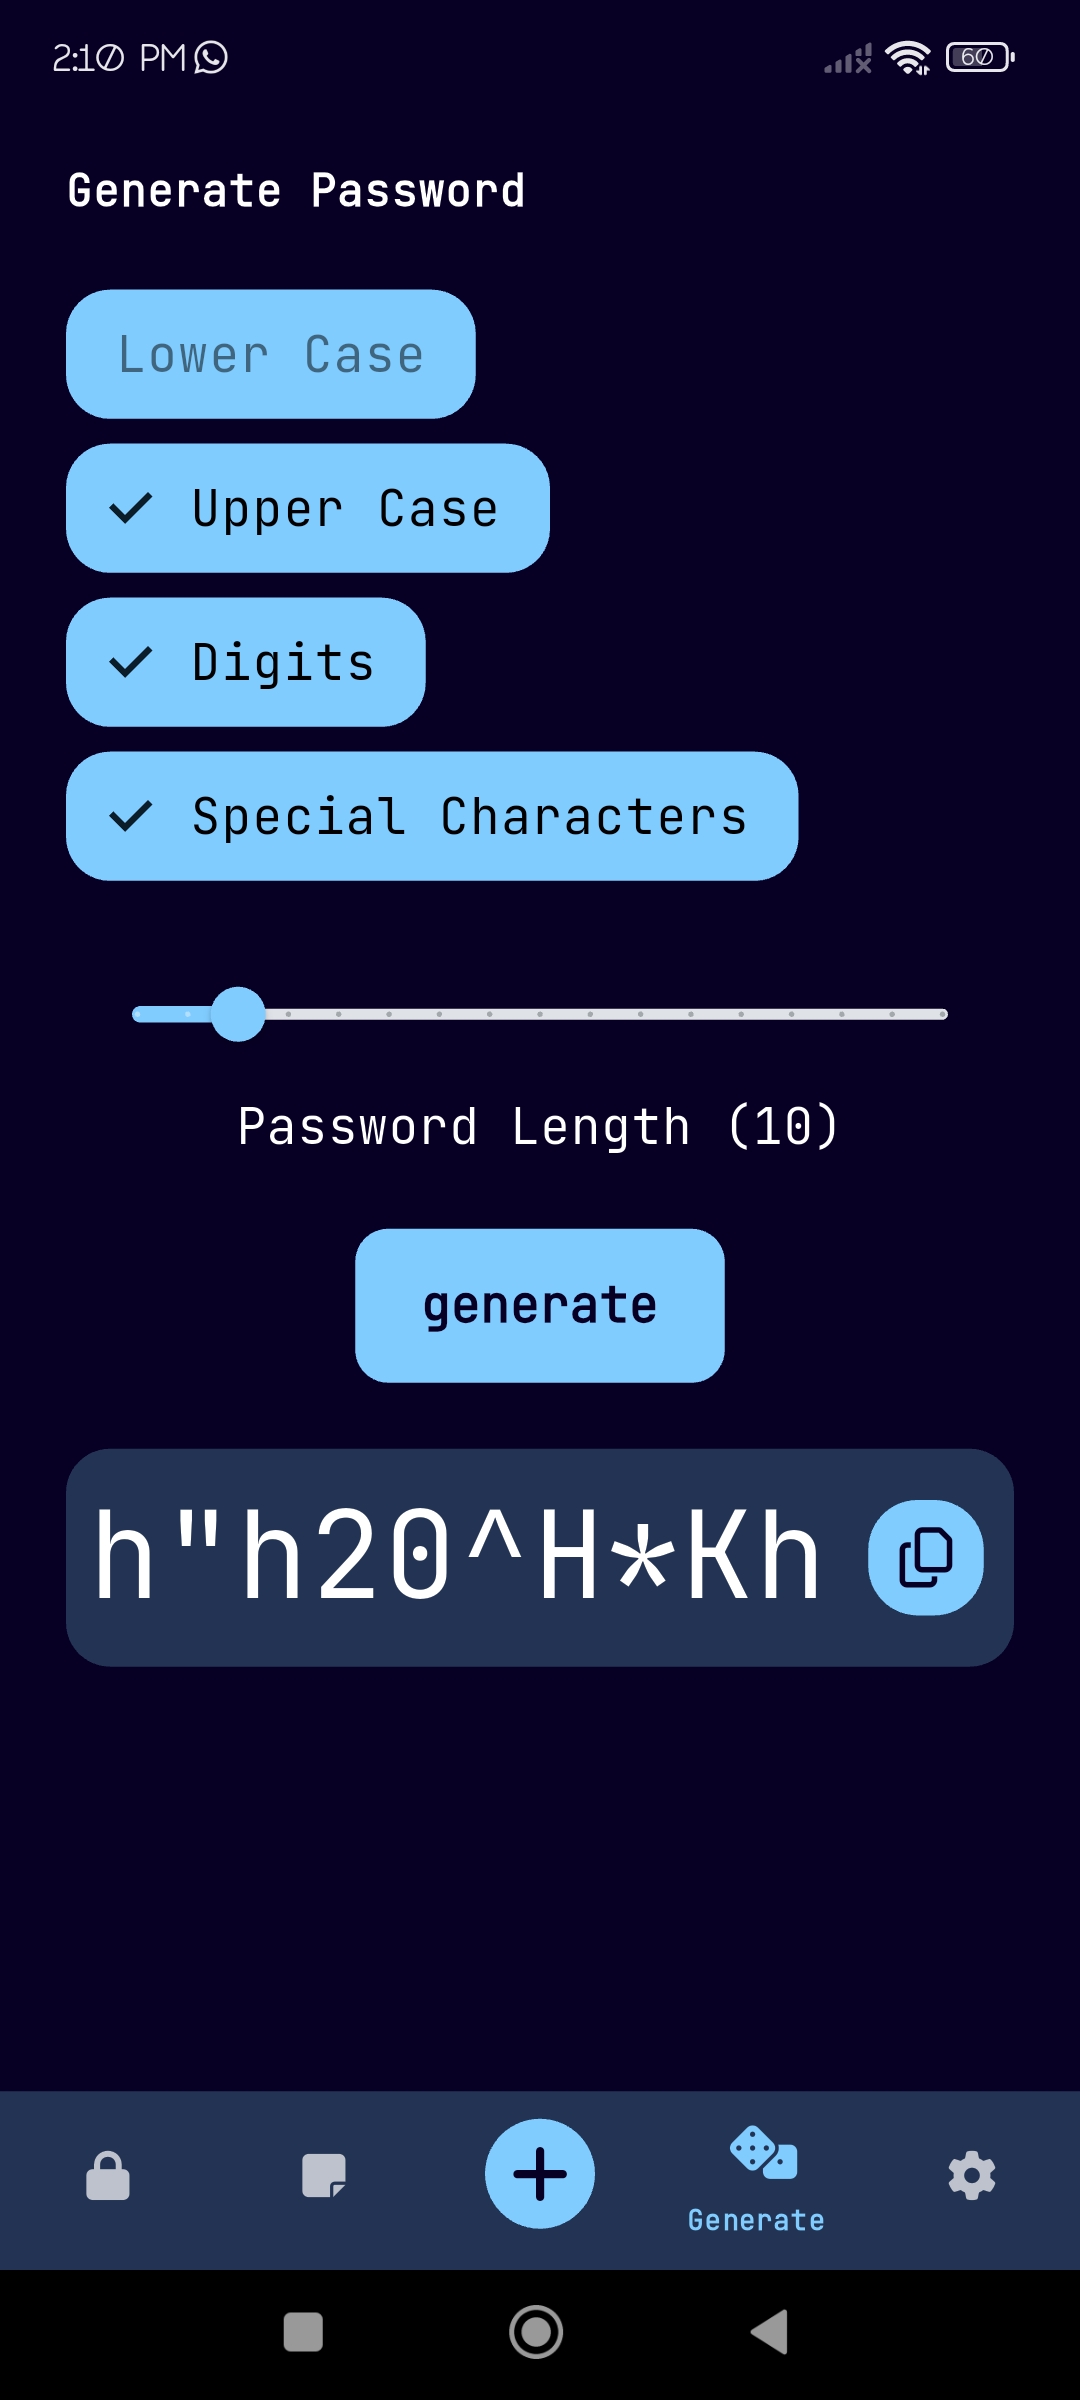 2:10 PM
60
Generate Password
Lower Case
Upper Case
Digits
Special Characters
Password Length (10)
generate
h"h20^H*Kh
Generate